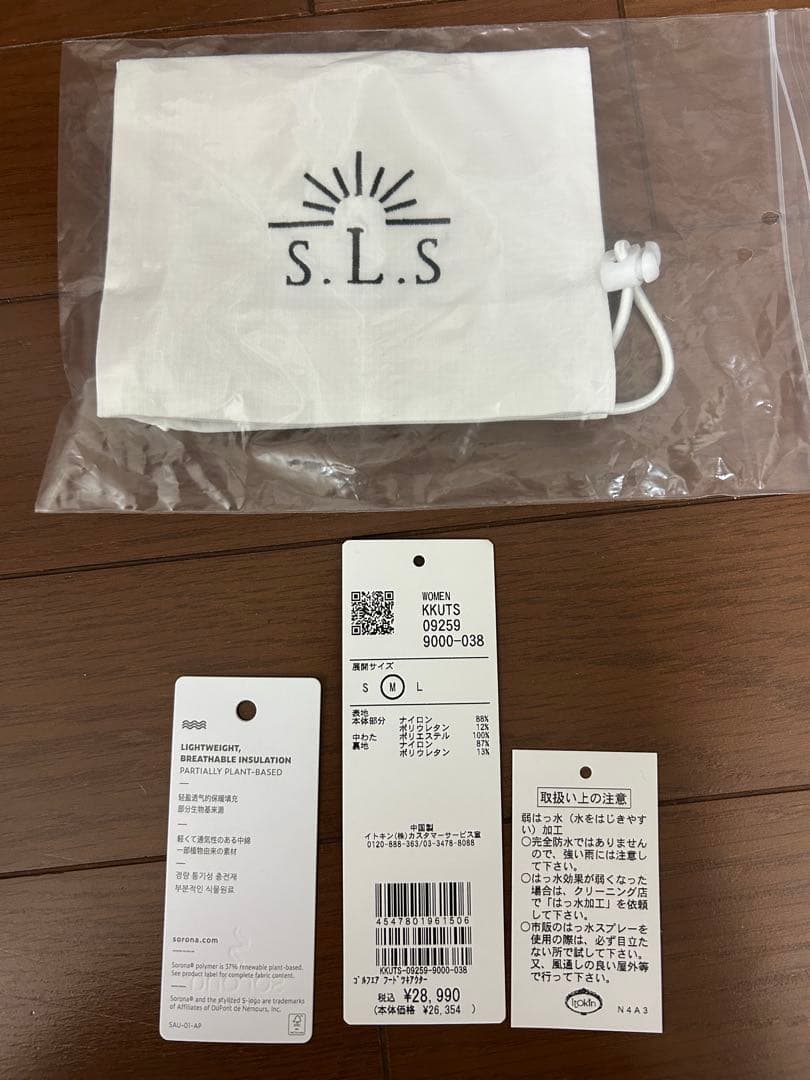 S.L.S
WOMEN
KKUTS
09259
9000-038
展開サイズ
S M L
表地
本体部分 ナイロン 88%
ポリウレタン 12%
中わた ポリエステル 100%
裏地 ナイロン 87%
ポリウレタン 13%
中国製
イトキン(株)カスタマーサービス室
0120-888-363/03-3478-8088
4547801961506
KKUTS-09259-9000-038
ゴルフエア フードツキアウター
税込 ¥28,990
(本体価格 ¥26,354 )
LIGHTWEIGHT,
BREATHABLE INSULATION
PARTIALLY PLANT-BASED
轻盈透气的保暖填充
部分生物基来源
軽くて通気性のある中綿
一部植物由来の素材
경량 통기성 충전재
부분적인 식물원료
sorona.com
Sorona® polymer is 37% renewable plant-based.
See product label for complete fabric content.
Sorona® and the stylized S-logo are trademarks
of Affiliates of DuPont de Nemours, Inc.
SAU-01-AP
取扱い上の注意
弱はっ水（水をはじきやす
い）加工
○完全防水ではありません
ので、強い雨には注意し
て下さい。
○はっ水効果が弱くなった
場合は、クリーニング店
で「はっ水加工」を依頼
して下さい。
○市販のはっ水スプレーを
使用の際は、必ず目立た
ない所で試して下さい。
又、風通しの良い屋外等
で行って下さい。
itokin
N4A3